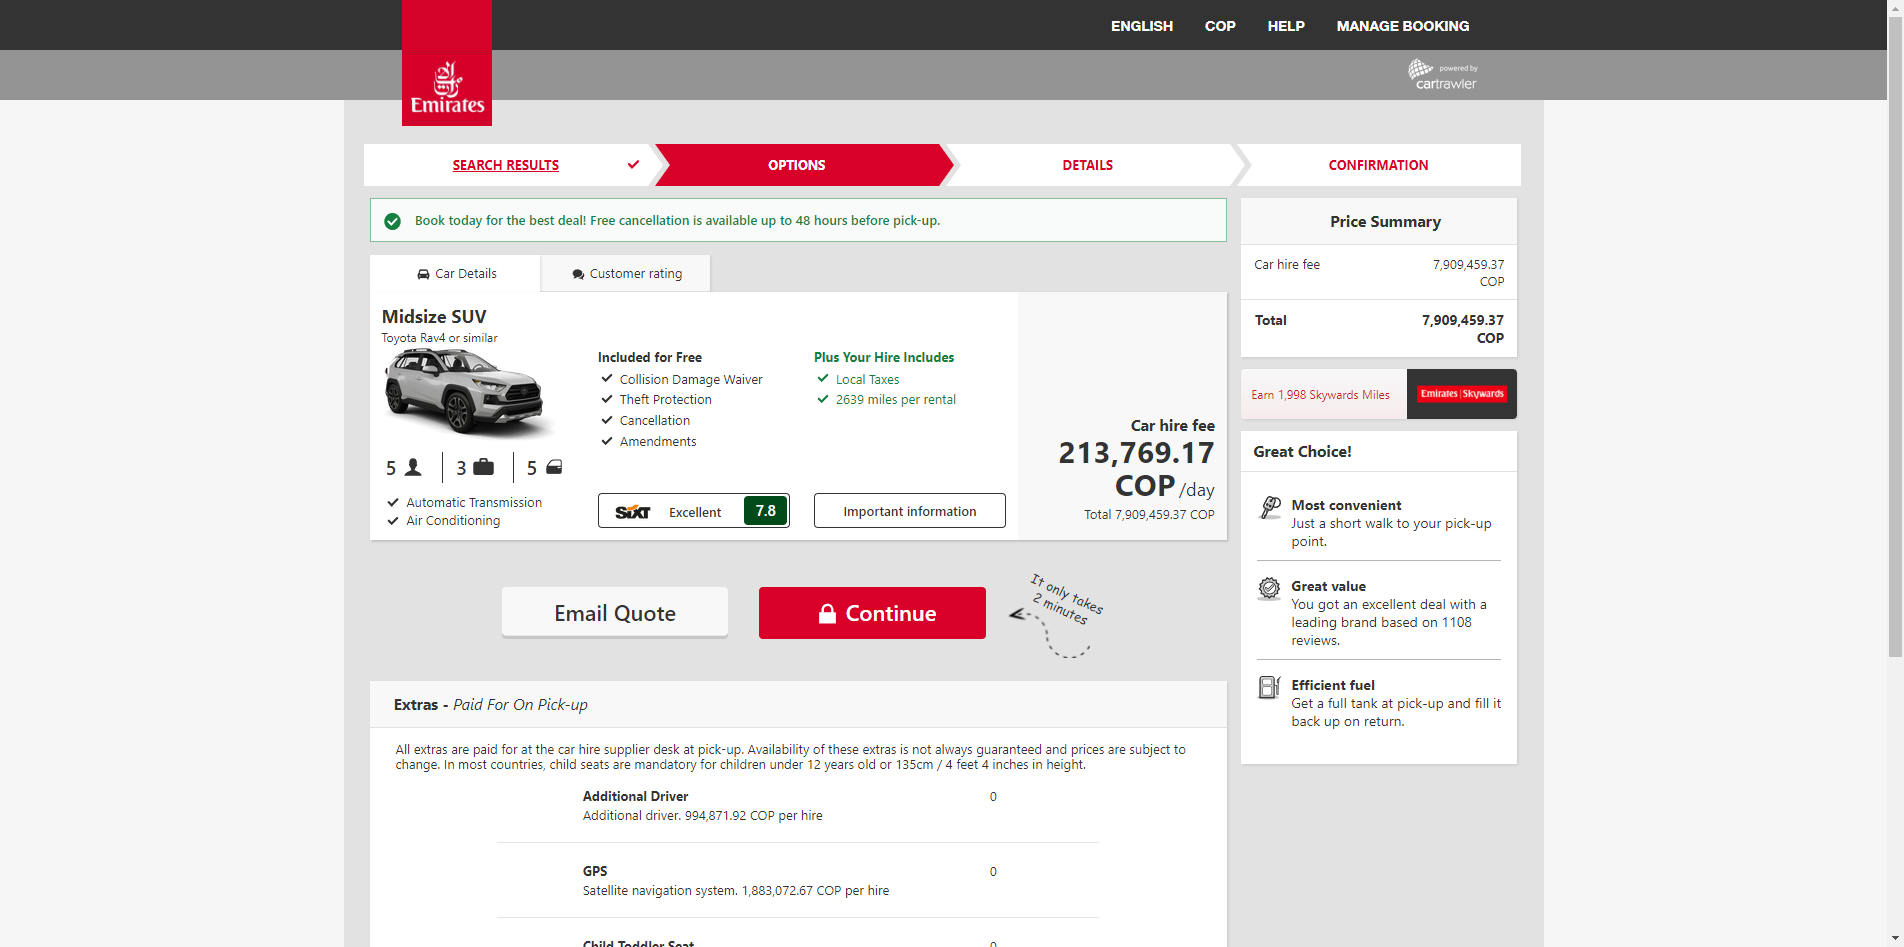 ENGLISH
COP
HELP
MANAGE BOOKING
Emirates
powered by
cartrawler
SEARCH RESULTS
OPTIONS
DETAILS
CONFIRMATION
Book today for the best deal! Free cancellation is available up to 48 hours before pick-up.
Car Details
Customer rating
Midsize SUV
Toyota Rav4 or similar
5
3
5
Automatic Transmission
Air Conditioning
Included for Free
Collision Damage Waiver
Theft Protection
Cancellation
Amendments
SIXT
Excellent
7.8
Plus Your Hire Includes
Local Taxes
2639 miles per rental
Important information
Car hire fee
213,769.17
COP /day
Total 7,909,459.37 COP
Email Quote
Continue
It only takes
2 minutes
Extras - Paid For On Pick-up
All extras are paid for at the car hire supplier desk at pick-up. Availability of these extras is not always guaranteed and prices are subject to
change. In most countries, child seats are mandatory for children under 12 years old or 135cm / 4 feet 4 inches in height.
Additional Driver
0
Additional driver. 994,871.92 COP per hire
GPS
0
Satellite navigation system. 1,883,072.67 COP per hire
Child Toddler Seat
0
Price Summary
Car hire fee
7,909,459.37
COP
Total
7,909,459.37
COP
Earn 1,998 Skywards Miles
Emirates | Skywards
Great Choice!
Most convenient
Just a short walk to your pick-up
point.
Great value
You got an excellent deal with a
leading brand based on 1108
reviews.
Efficient fuel
Get a full tank at pick-up and fill it
back up on return.